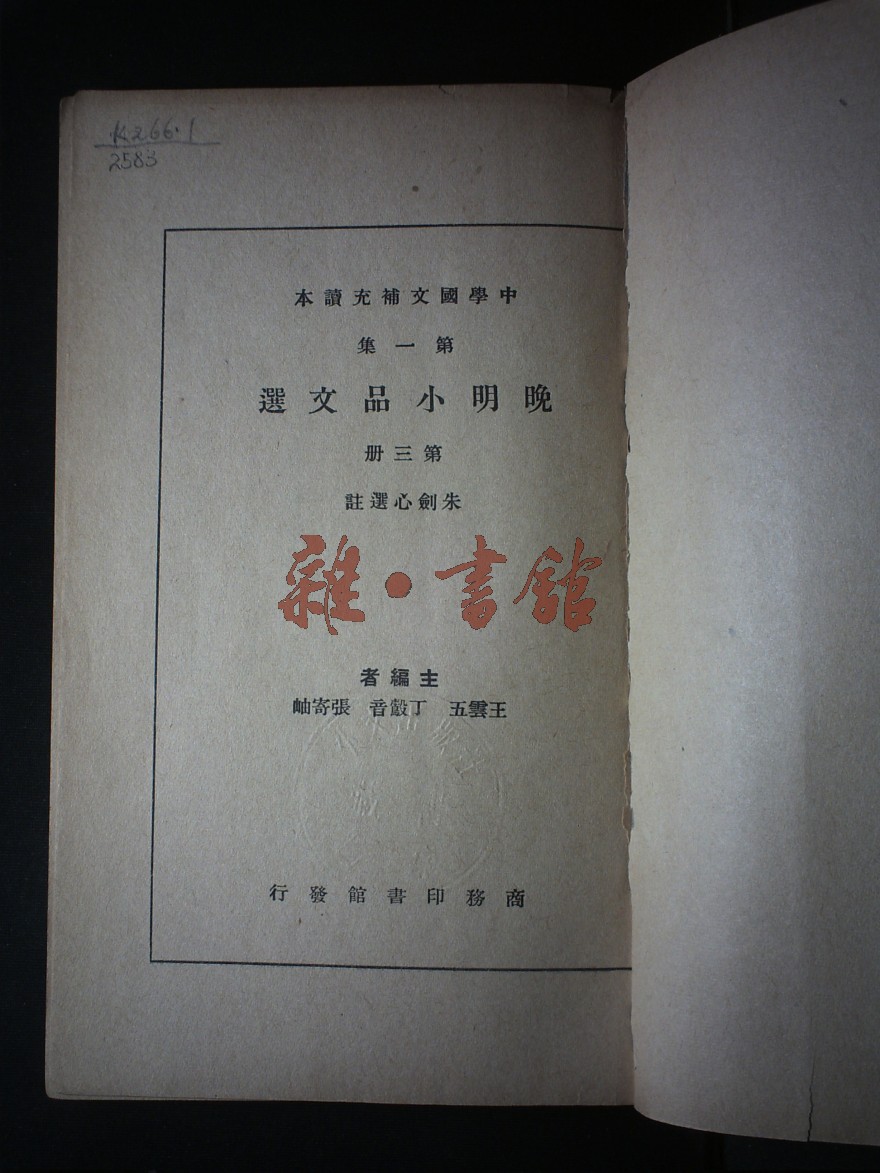 K266.1
2583
中學國文補充讀本
第一集
晚明小品文選
第三册
朱劍心選註
雜·書館
主編者
王雲五 丁瑴音 張寄岫
商務印書館發行